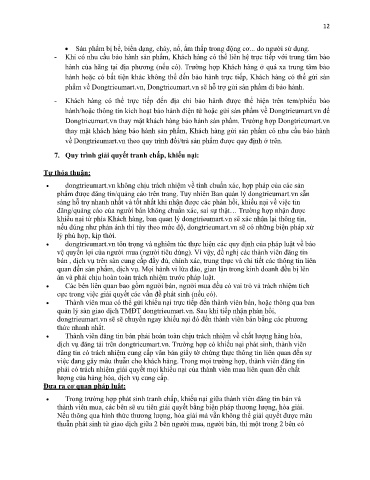 12
• Sản phẩm bị bể, biến dạng, cháy, nổ, ẩm thấp trong động cơ... do người sử dụng.
- Khi có nhu cầu bảo hành sản phẩm, Khách hàng có thể liên hệ trực tiếp với trung tâm bảo
hành của hãng tại địa phương (nếu có). Trường hợp Khách hàng ở quá xa trung tâm bảo
hành hoặc có bất tiện khác không thể đến bảo hành trực tiếp, Khách hàng có thể gửi sản
phẩm về Dongtricumart.vn, Dongtricumart.vn sẽ hỗ trợ gửi sản phẩm đi bảo hành.
- Khách hàng có thể trực tiếp đến địa chỉ bảo hành được thể hiện trên tem/phiếu bảo
hành/hoặc thông tin kích hoạt bảo hành điện tử hoặc gửi sản phẩm về Dongtricumart.vn để
Dongtricumart.vn thay mặt khách hàng bảo hành sản phẩm. Trường hợp Dongtricumart.vn
thay mặt khách hàng bảo hành sản phẩm, Khách hàng gửi sản phẩm có nhu cầu bảo hành
về Dongtricumart.vn theo quy trình đổi/trả sản phẩm được quy định ở trên.
7. Quy trình giải quyết tranh chấp, khiếu nại:
Tự thỏa thuận:
• dongtricumart.vn không chịu trách nhiệm về tính chuẩn xác, hợp pháp của các sản
phẩm được đăng tin/quảng cáo trên trang. Tuy nhiên Ban quản lý dongtricumart.vn sẵn
sàng hỗ trợ nhanh nhất và tốt nhất khi nhận được các phản hồi, khiếu nại về việc tin
đăng/quảng cáo của người bán không chuẩn xác, sai sự thật… Trường hợp nhận được
khiếu nại từ phía Khách hàng, ban quản lý dongtricumart.vn sẽ xác nhận lại thông tin,
nếu đúng như phản ánh thì tùy theo mức độ, dongtricumart.vn sẽ có những biện pháp xử
lý phù hợp, kịp thời.
• dongtricumart.vn tôn trọng và nghiêm túc thực hiện các quy định của pháp luật về bảo
vệ quyền lợi của người mua (người tiêu dùng). Vì vậy, đề nghị các thành viên đăng tin
bán , dịch vụ trên sàn cung cấp đầy đủ, chính xác, trung thực và chi tiết các thông tin liên
quan đến sản phẩm, dịch vụ. Mọi hành vi lừa đảo, gian lận trong kinh doanh đều bị lên
án và phải chịu hoàn toàn trách nhiệm trước pháp luật.
• Các bên liên quan bao gồm người bán, người mua đều có vai trò và trách nhiệm tích
cực trong việc giải quyết các vấn đề phát sinh (nếu có).
• Thành viên mua có thể gửi khiếu nại trực tiếp đến thành viên bán, hoặc thông qua ban
quản lý sàn giao dịch TMĐT dongtricumart.vn. Sau khi tiếp nhận phản hồi,
dongtricumart.vn sẽ sẽ chuyển ngay khiếu nại đó đến thành viên bán bằng các phương
thức nhanh nhất.
• Thành viên đăng tin bán phải hoàn toàn chịu trách nhiệm về chất lượng hàng hóa,
dịch vụ đăng tải trên dongtricumart.vn. Trường hợp có khiếu nại phát sinh, thành viên
đăng tin có trách nhiệm cung cấp văn bản giấy tờ chứng thực thông tin liên quan đến sự
việc đang gây mâu thuẫn cho khách hàng. Trong mọi trường hợp, thành viên đăng tin
phải có trách nhiệm giải quyết mọi khiếu nại của thành viên mua liên quan đến chất
lượng của hàng hóa, dịch vụ cung cấp.
Đưa ra cơ quan pháp luật:
• Trong trường hợp phát sinh tranh chấp, khiếu nại giữa thành viên đăng tin bán và
thành viên mua, các bên sẽ ưu tiên giải quyết bằng biện pháp thương lượng, hòa giải.
Nếu thông qua hình thức thương lượng, hòa giải mà vẫn không thể giải quyết được mâu
thuẫn phát sinh từ giao dịch giữa 2 bên người mua, người bán, thì một trong 2 bên có